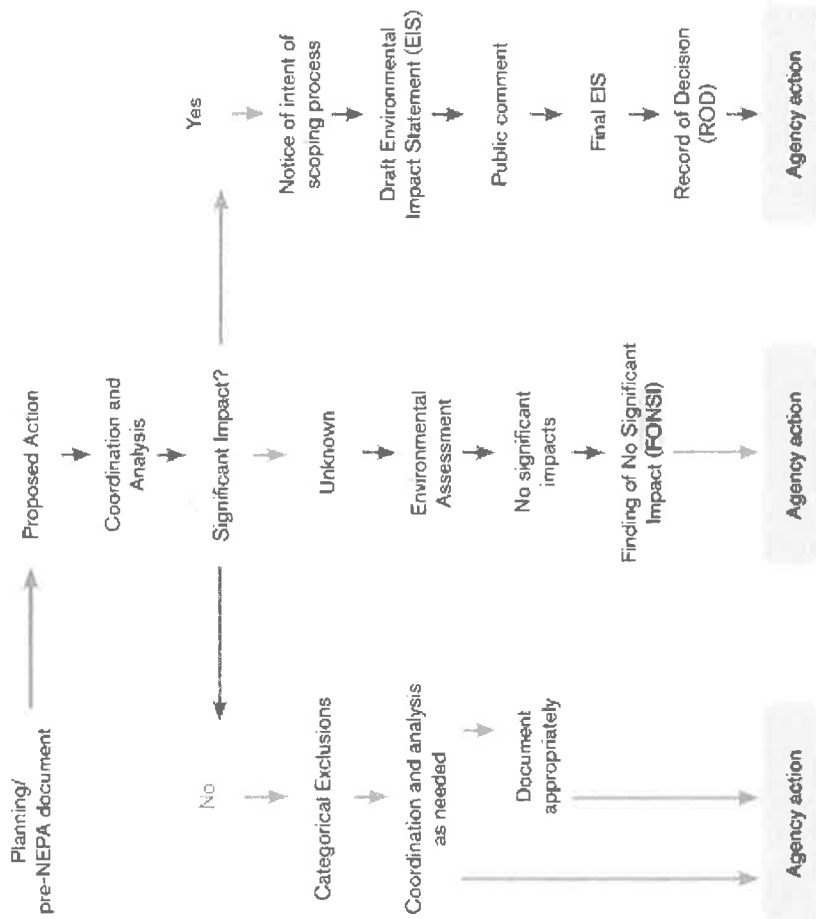 Planning/
pre-NEPA document
Proposed Action
Coordination and
Analysis
Significant Impact?
No
Categorical Exclusions
Coordination and analysis
as needed
Document
appropriately
Agency action
Unknown
Environmental
Assessment
No significant
impacts
Finding of No Significant
Impact (FONSI)
Agency action
Yes
Notice of intent of
scoping process
Draft Environmental
Impact Statement (EIS)
Public comment
Final EIS
Record of Decision
(ROD)
Agency action